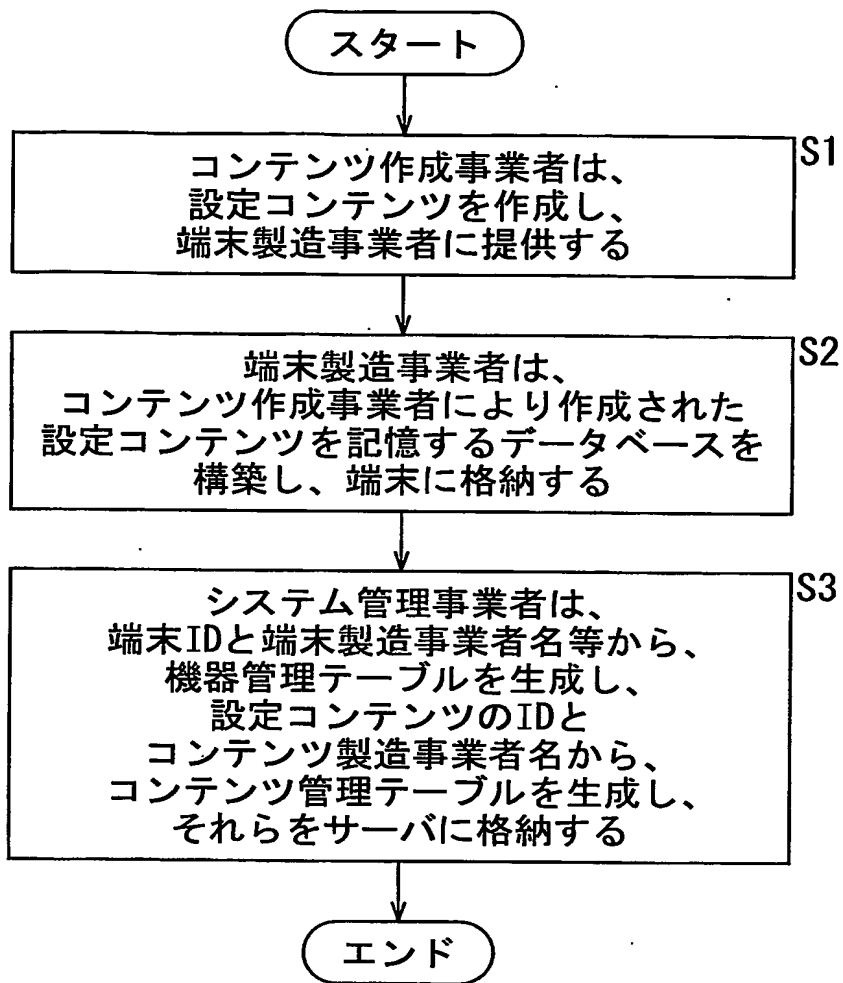 スタート
S1
コンテンツ作成事業者は、
設定コンテンツを作成し、
端末製造事業者に提供する
S2
端末製造事業者は、
コンテンツ作成事業者により作成された
設定コンテンツを記憶するデータベースを
構築し、端末に格納する
S3
システム管理事業者は、
端末IDと端末製造事業者名等から、
機器管理テーブルを生成し、
設定コンテンツのIDと
コンテンツ製造事業者名から、
コンテンツ管理テーブルを生成し、
それらをサーバに格納する
エンド